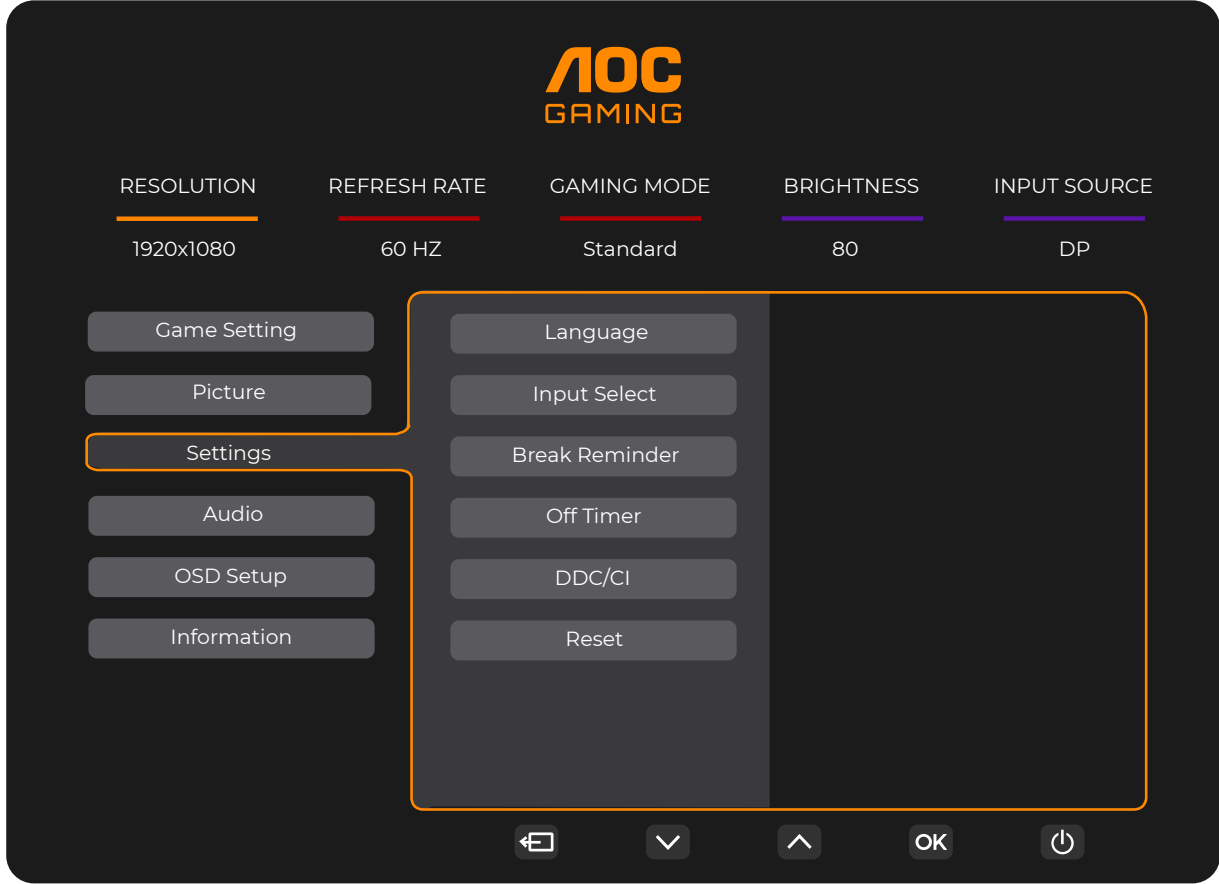 AOC
GAMING
RESOLUTION REFRESH RATE GAMING MODE BRIGHTNESS INPUT SOURCE
1920x1080 60 HZ Standard 80 DP
Game Setting
Picture
Settings
Audio
OSD Setup
Information
Language
Input Select
Break Reminder
Off Timer
DDC/CI
Reset
OK